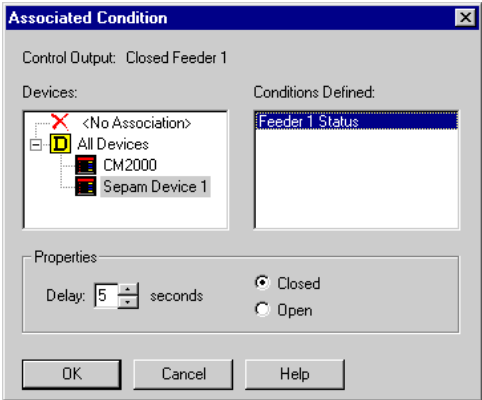 Associated Condition
Control Output: Closed Feeder 1
Devices:
<No Association>
D All Devices
CM2000
Sepam Device 1
Conditions Defined:
Feeder 1 Status
Properties
Delay: 5 seconds
Closed
Open
OK Cancel Help